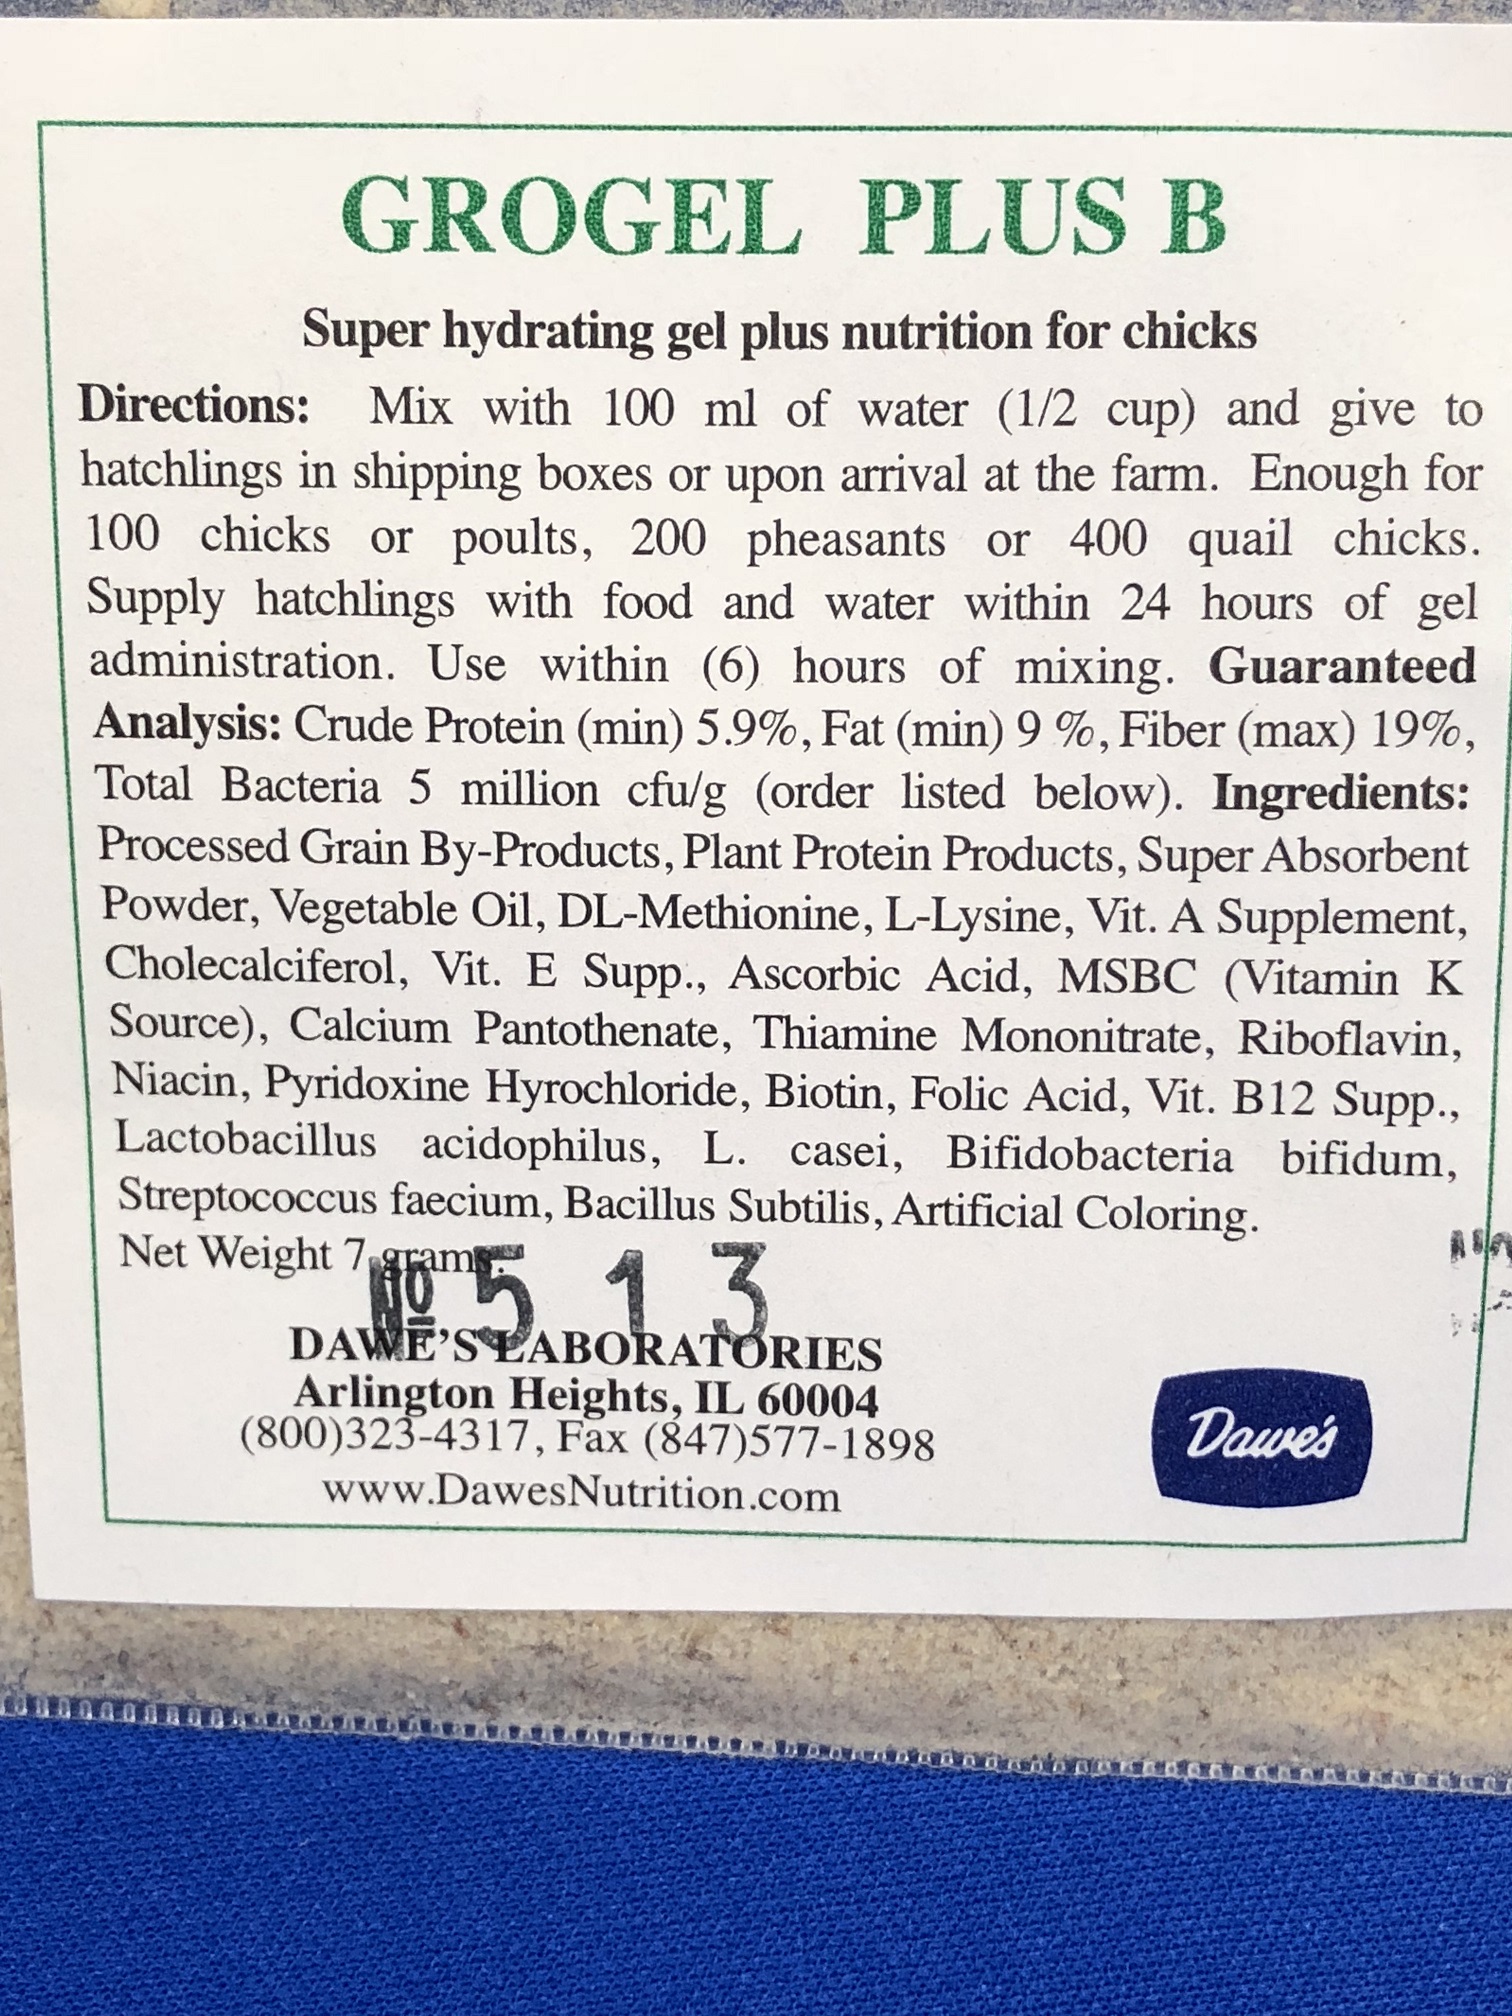 GROGEL PLUS B
Super hydrating gel plus nutrition for chicks
Directions: Mix with 100 ml of water (1/2 cup) and give to
hatchlings in shipping boxes or upon arrival at the farm. Enough for
100 chicks or poults, 200 pheasants or 400 quail chicks.
Supply hatchlings with food and water within 24 hours of gel
administration. Use within (6) hours of mixing. Guaranteed
Analysis: Crude Protein (min) 5.9%, Fat (min) 9 %, Fiber (max) 19%,
Total Bacteria 5 million cfu/g (order listed below). Ingredients:
Processed Grain By-Products, Plant Protein Products, Super Absorbent
Powder, Vegetable Oil, DL-Methionine, L-Lysine, Vit. A Supplement,
Cholecalciferol, Vit. E Supp., Ascorbic Acid, MSBC (Vitamin K
Source), Calcium Pantothenate, Thiamine Mononitrate, Riboflavin,
Niacin, Pyridoxine Hyrochloride, Biotin, Folic Acid, Vit. B12 Supp.,
Lactobacillus acidophilus, L. casei, Bifidobacteria bifidum,
Streptococcus faecium, Bacillus Subtilis, Artificial Coloring.
Net Weight 7 grams.
№ 5 1 3
DAWE'S LABORATORIES
Arlington Heights, IL 60004
(800)323-4317, Fax (847)577-1898
www.DawesNutrition.com
Dawe's